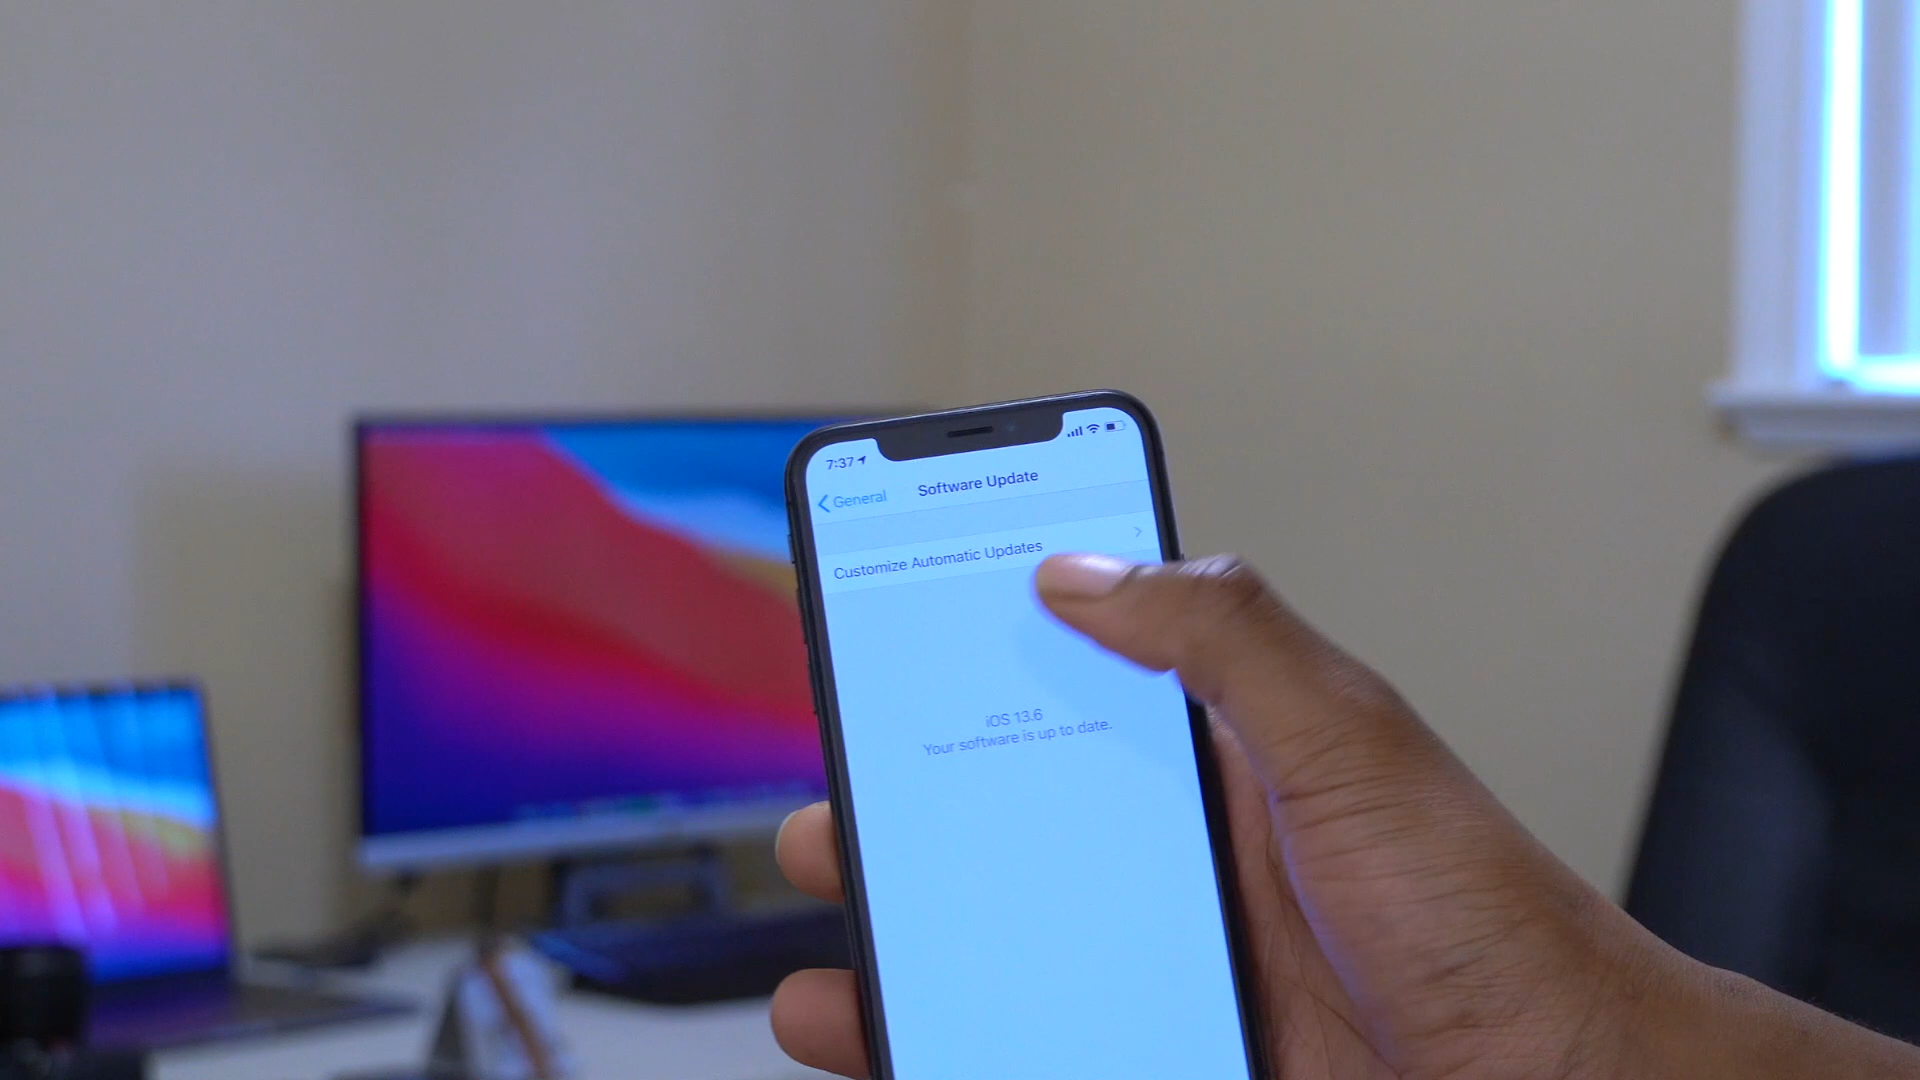 7:37
General
Software Update
Customize Automatic Updates
iOS 13.6
Your software is up to date.